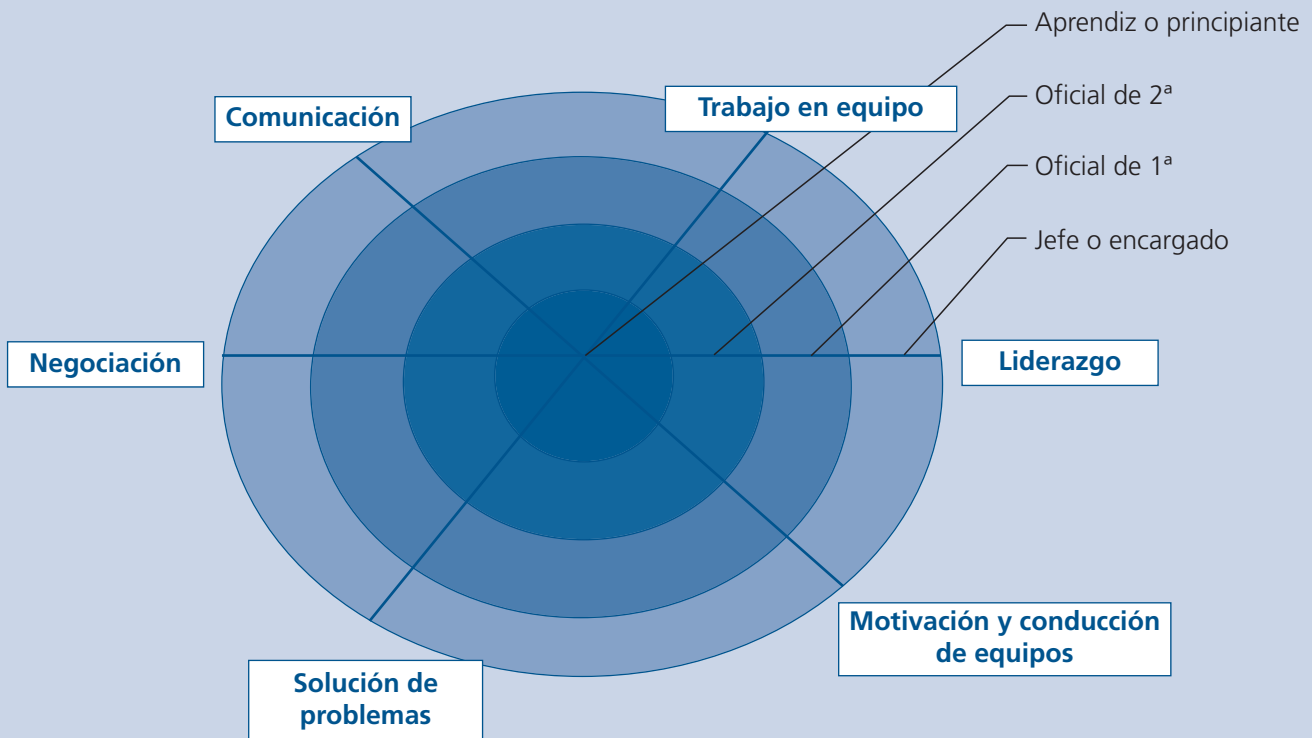 Aprendiz o principiante
Oficial de 2ª
Oficial de 1ª
Jefe o encargado
Comunicación
Trabajo en equipo
Negociación
Liderazgo
Solución de
problemas
Motivación y conducción
de equipos